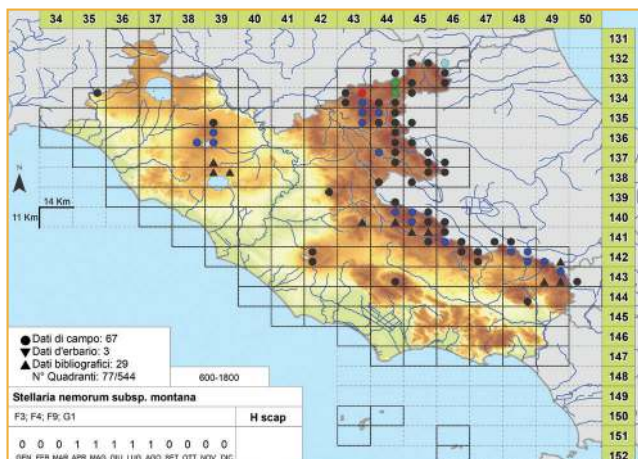 34 35 36 37 38 39 40 41 42 43 44 45 46 47 48 49 50
131
132
133
134
135
136
137
138
139
140
141
142
143
144
145
146
147
148
149
150
151
152
N
14 Km
11 Km
Dati di campo: 67
Dati d'erbario: 3
Dati bibliografici: 29
N° Quadranti: 77/544
600-1800
Stellaria nemorum subsp. montana
F3; F4; F9; G1
H scap
0 0 0 1 1 1 1 1 0 0 0 0
GEN FEB MAR APR MAG GIU LUG AGO SET OTT NOV DIC